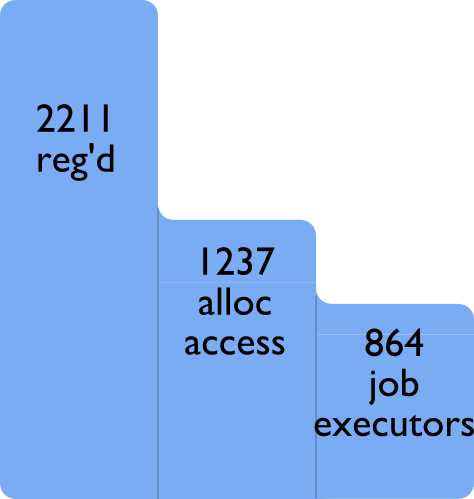 2211
reg'd
1237
alloc
access
864
job
executors